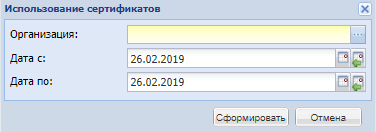 Использование сертификатов
Организация:
Дата с: 26.02.2019
Дата по: 26.02.2019
Сформировать Отмена